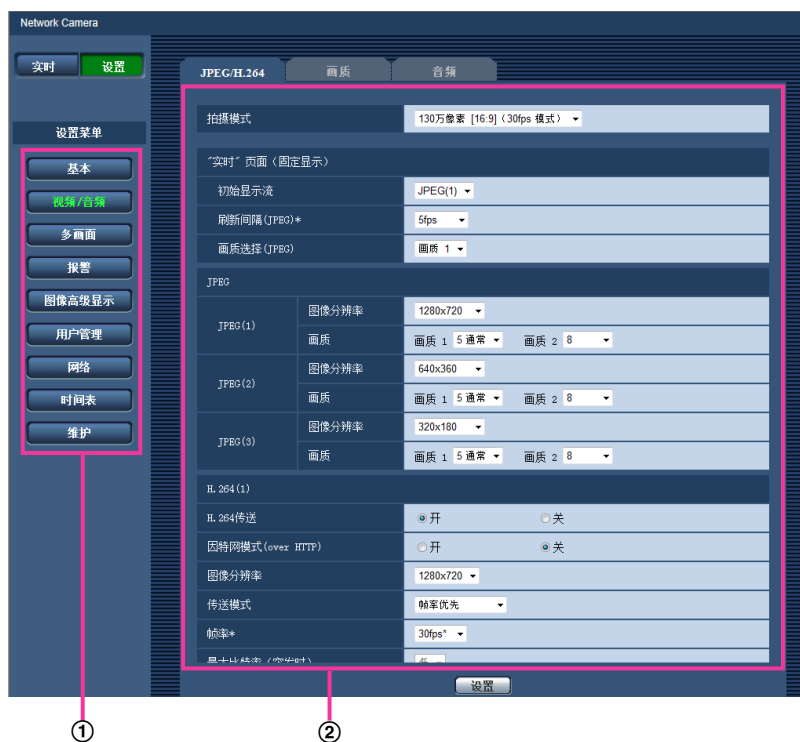 Network Camera
实时 设置
JPEG/H.264 画质 音频
设置菜单
基本
视频/音频
多画面
报警
图像高级显示
用户管理
网络
时间表
维护
拍摄模式 130万像素 [16:9]（30fps 模式）
"实时" 页面（固定显示）
初始显示流 JPEG(1)
刷新间隔(JPEG)* 5fps
画质选择(JPEG) 画质 1
JPEG
JPEG(1) 图像分辨率 1280x720
画质 画质 1 5 通常 画质 2 8
JPEG(2) 图像分辨率 640x360
画质 画质 1 5 通常 画质 2 8
JPEG(3) 图像分辨率 320x180
画质 画质 1 5 通常 画质 2 8
H.264(1)
H.264传送 开 关
因特网模式(over HTTP) 开 关
图像分辨率 1280x720
传送模式 帧率优先
帧率* 30fps*
设置
① ②